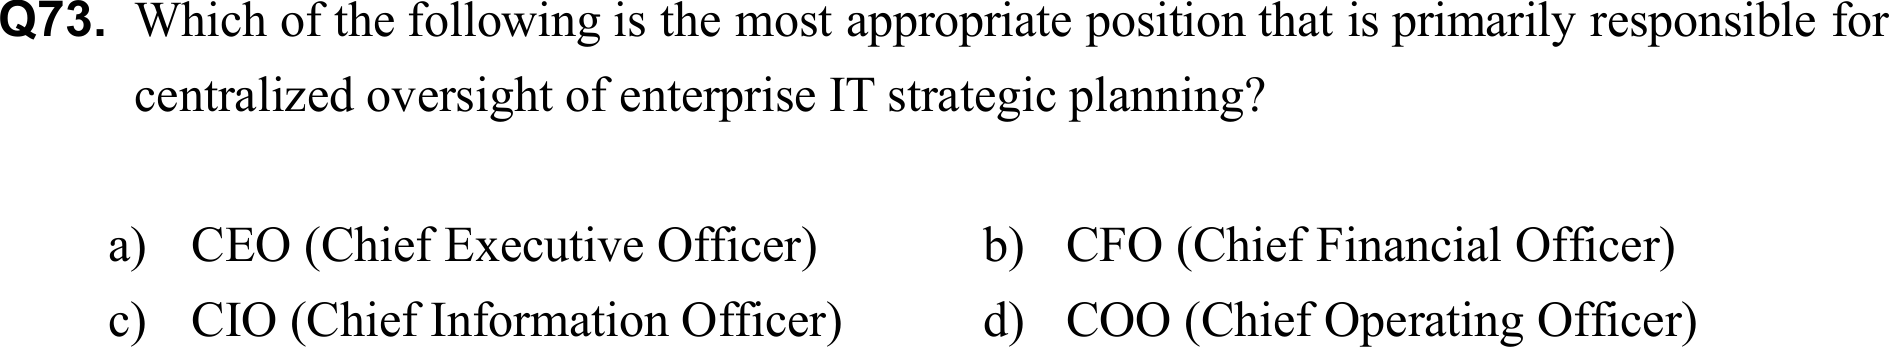 Q73. Which of the following is the most appropriate position that is primarily responsible for
centralized oversight of enterprise IT strategic planning?
a) CEO (Chief Executive Officer) b) CFO (Chief Financial Officer)
c) CIO (Chief Information Officer) d) COO (Chief Operating Officer)